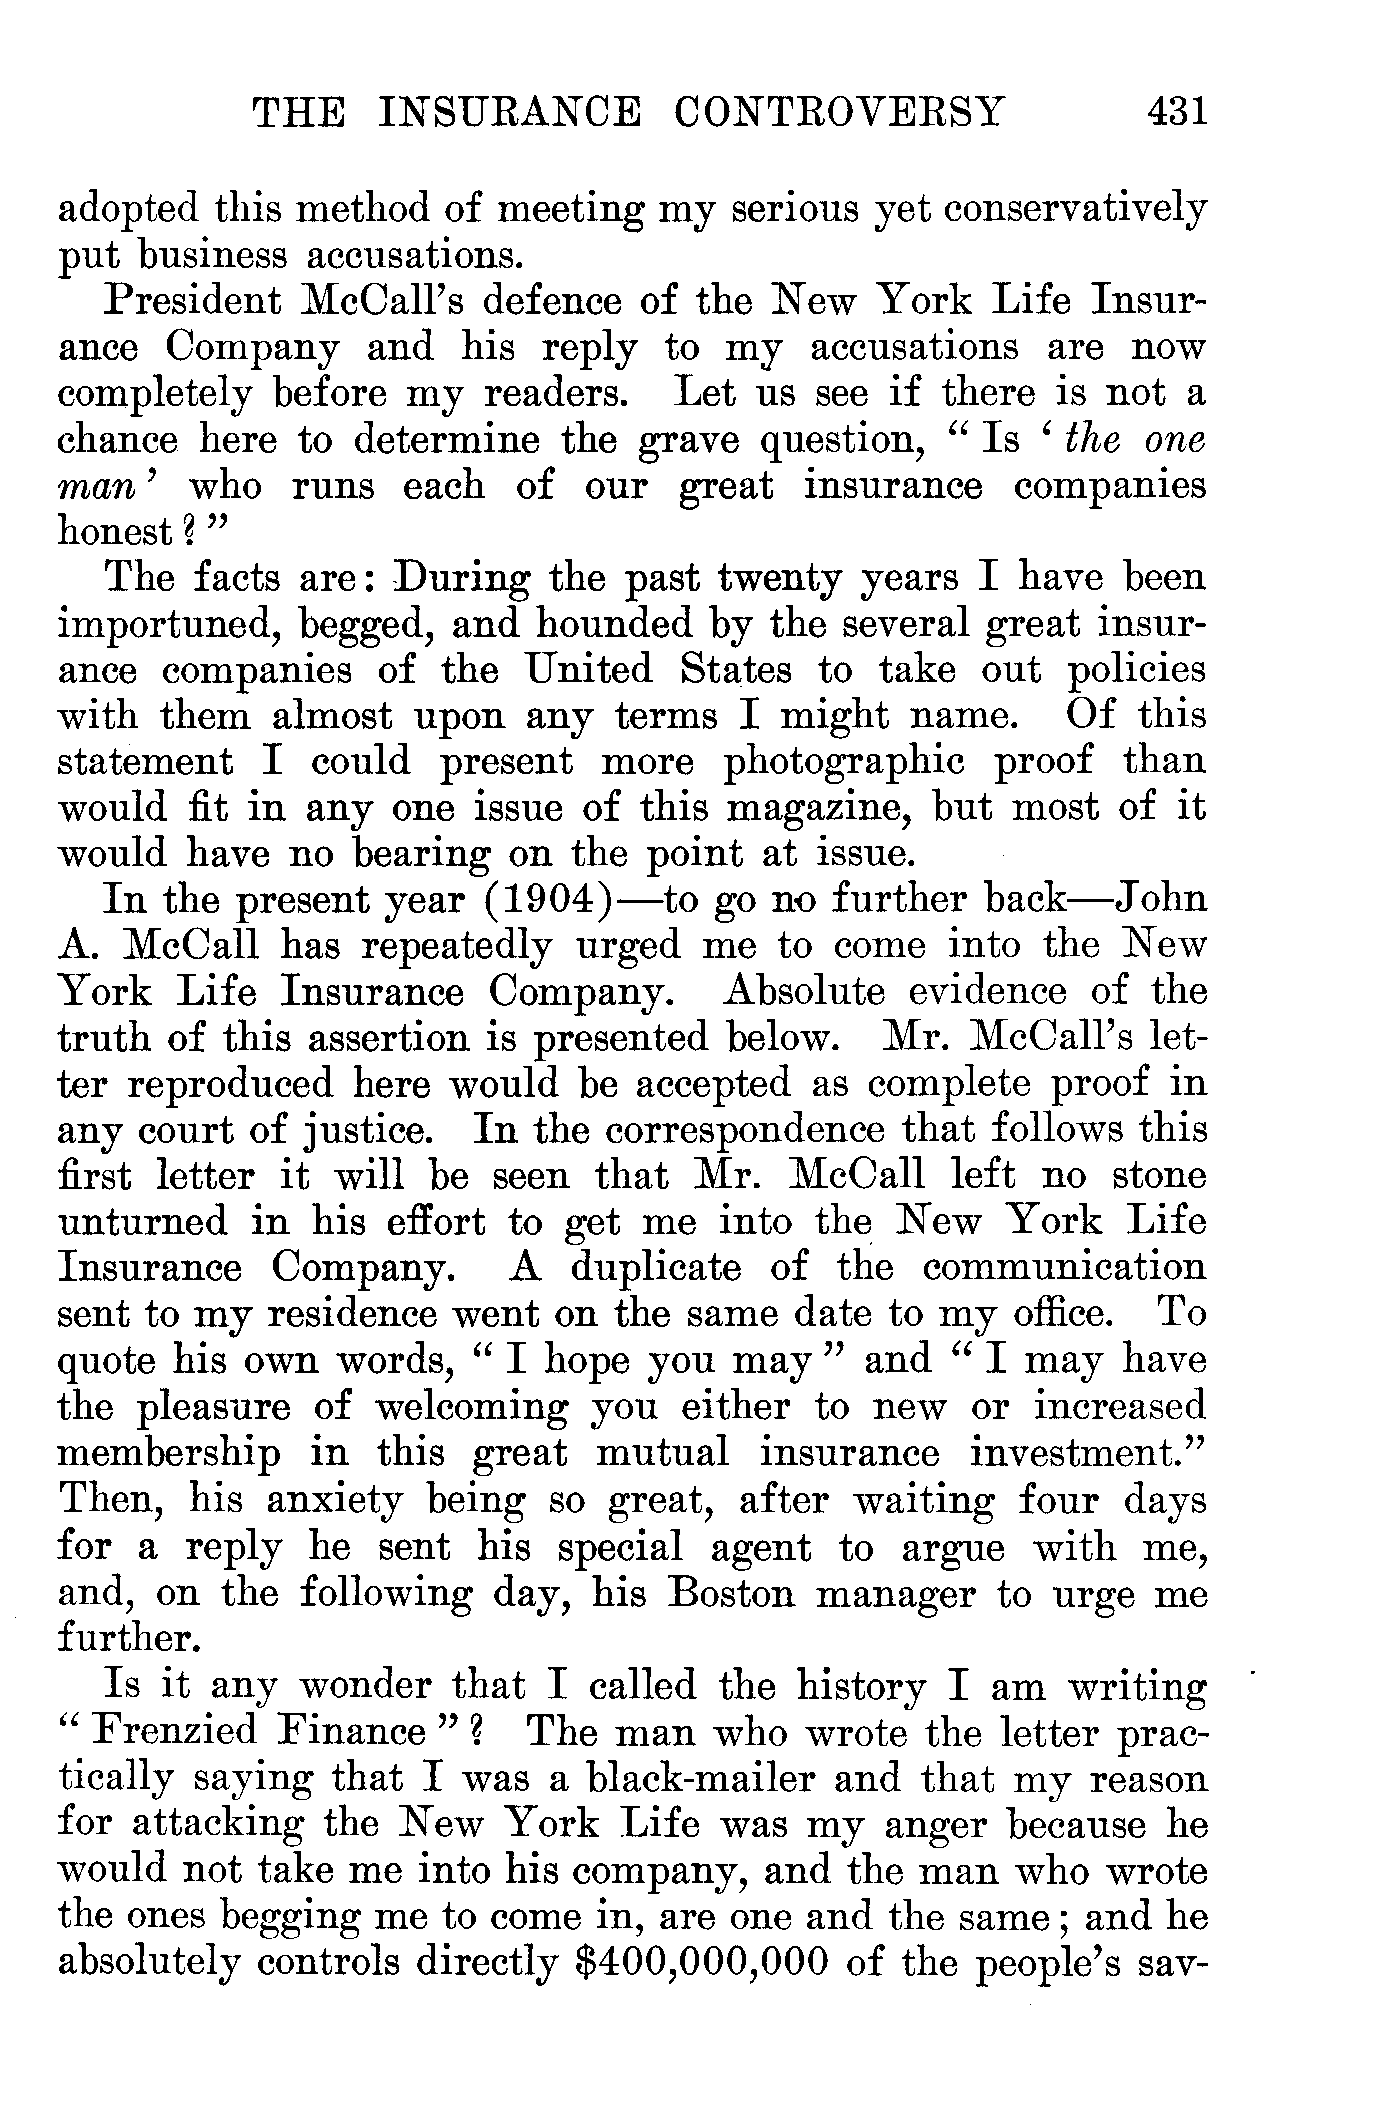 THE INSURANCE CONTROVERSY 431
adopted this method of meeting my serious yet conservatively
put business accusations.
President McCall's defence of the New York Life Insur-
ance Company and his reply to my accusations are now
completely before my readers. Let us see if there is not a
chance here to determine the grave question, " Is ' the one
man ' who runs each of our great insurance companies
honest ? "
The facts are: During the past twenty years I have been
importuned, begged, and hounded by the several great insur-
ance companies of the United States to take out policies
with them almost upon any terms I might name. Of this
statement I could present more photographic proof than
would fit in any one issue of this magazine, but most of it
would have no bearing on the point at issue.
In the present year (1904)—to go no further back—John
A. McCall has repeatedly urged me to come into the New
York Life Insurance Company. Absolute evidence of the
truth of this assertion is presented below. Mr. McCall's let-
ter reproduced here would be accepted as complete proof in
any court of justice. In the correspondence that follows this
first letter it will be seen that Mr. McCall left no stone
unturned in his effort to get me into the New York Life
Insurance Company. A duplicate of the communication
sent to my residence went on the same date to my office. To
quote his own words, " I hope you may " and " I may have
the pleasure of welcoming you either to new or increased
membership in this great mutual insurance investment."
Then, his anxiety being so great, after waiting four days
for a reply he sent his special agent to argue with me,
and, on the following day, his Boston manager to urge me
further.
Is it any wonder that I called the history I am writing
" Frenzied Finance " ? The man who wrote the letter prac-
tically saying that I was a black-mailer and that my reason
for attacking the New York Life was my anger because he
would not take me into his company, and the man who wrote
the ones begging me to come in, are one and the same; and he
absolutely controls directly $400,000,000 of the people's sav-